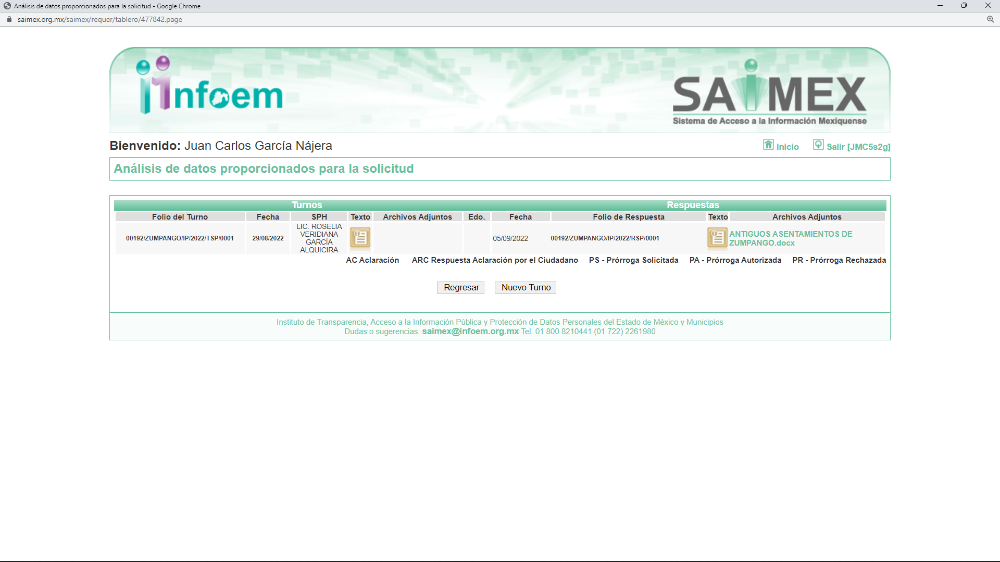 Análisis de datos proporcionados para la solicitud - Google Chrome
saimex.org.mx/saimex/requer/tablero/477842.page
infoem
SAIMEX
Sistema de Acceso a la Información Mexiquense
Bienvenido: Juan Carlos García Nájera
Inicio Salir [JMC5s2g]
Análisis de datos proporcionados para la solicitud
Turnos Respuestas
Folio del Turno Fecha SPH Texto Archivos Adjuntos Edo. Fecha Folio de Respuesta Texto Archivos Adjuntos
00192/ZUMPANGO/IP/2022/TSP/0001 29/08/2022
LIC. ROSELIA
VERIDIANA
GARCÍA
ALQUICIRA
05/09/2022 00192/ZUMPANGO/IP/2022/RSP/0001
ANTIGUOS ASENTAMIENTOS DE
ZUMPANGO.docx
AC Aclaración ARC Respuesta Aclaración por el Ciudadano PS - Prórroga Solicitada PA - Prórroga Autorizada PR - Prórroga Rechazada
Regresar Nuevo Turno
Instituto de Transparencia, Acceso a la Información Pública y Protección de Datos Personales del Estado de México y Municipios
Dudas o sugerencias: saimex@infoem.org.mx Tel. 01 800 8210441 (01 722) 2261980